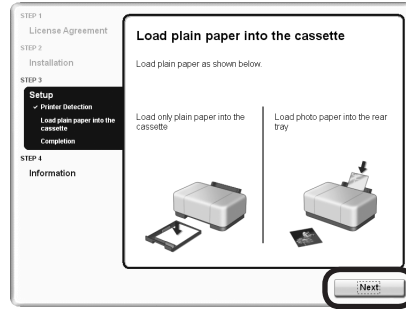 STEP 1
License Agreement
STEP 2
Installation
STEP 3
Setup
✓ Printer Detection
Load plain paper into the
cassette
Completion
STEP 4
Information
Load plain paper into the cassette
Load plain paper as shown below.
Load only plain paper into the
cassette
Load photo paper into the rear
tray
Next